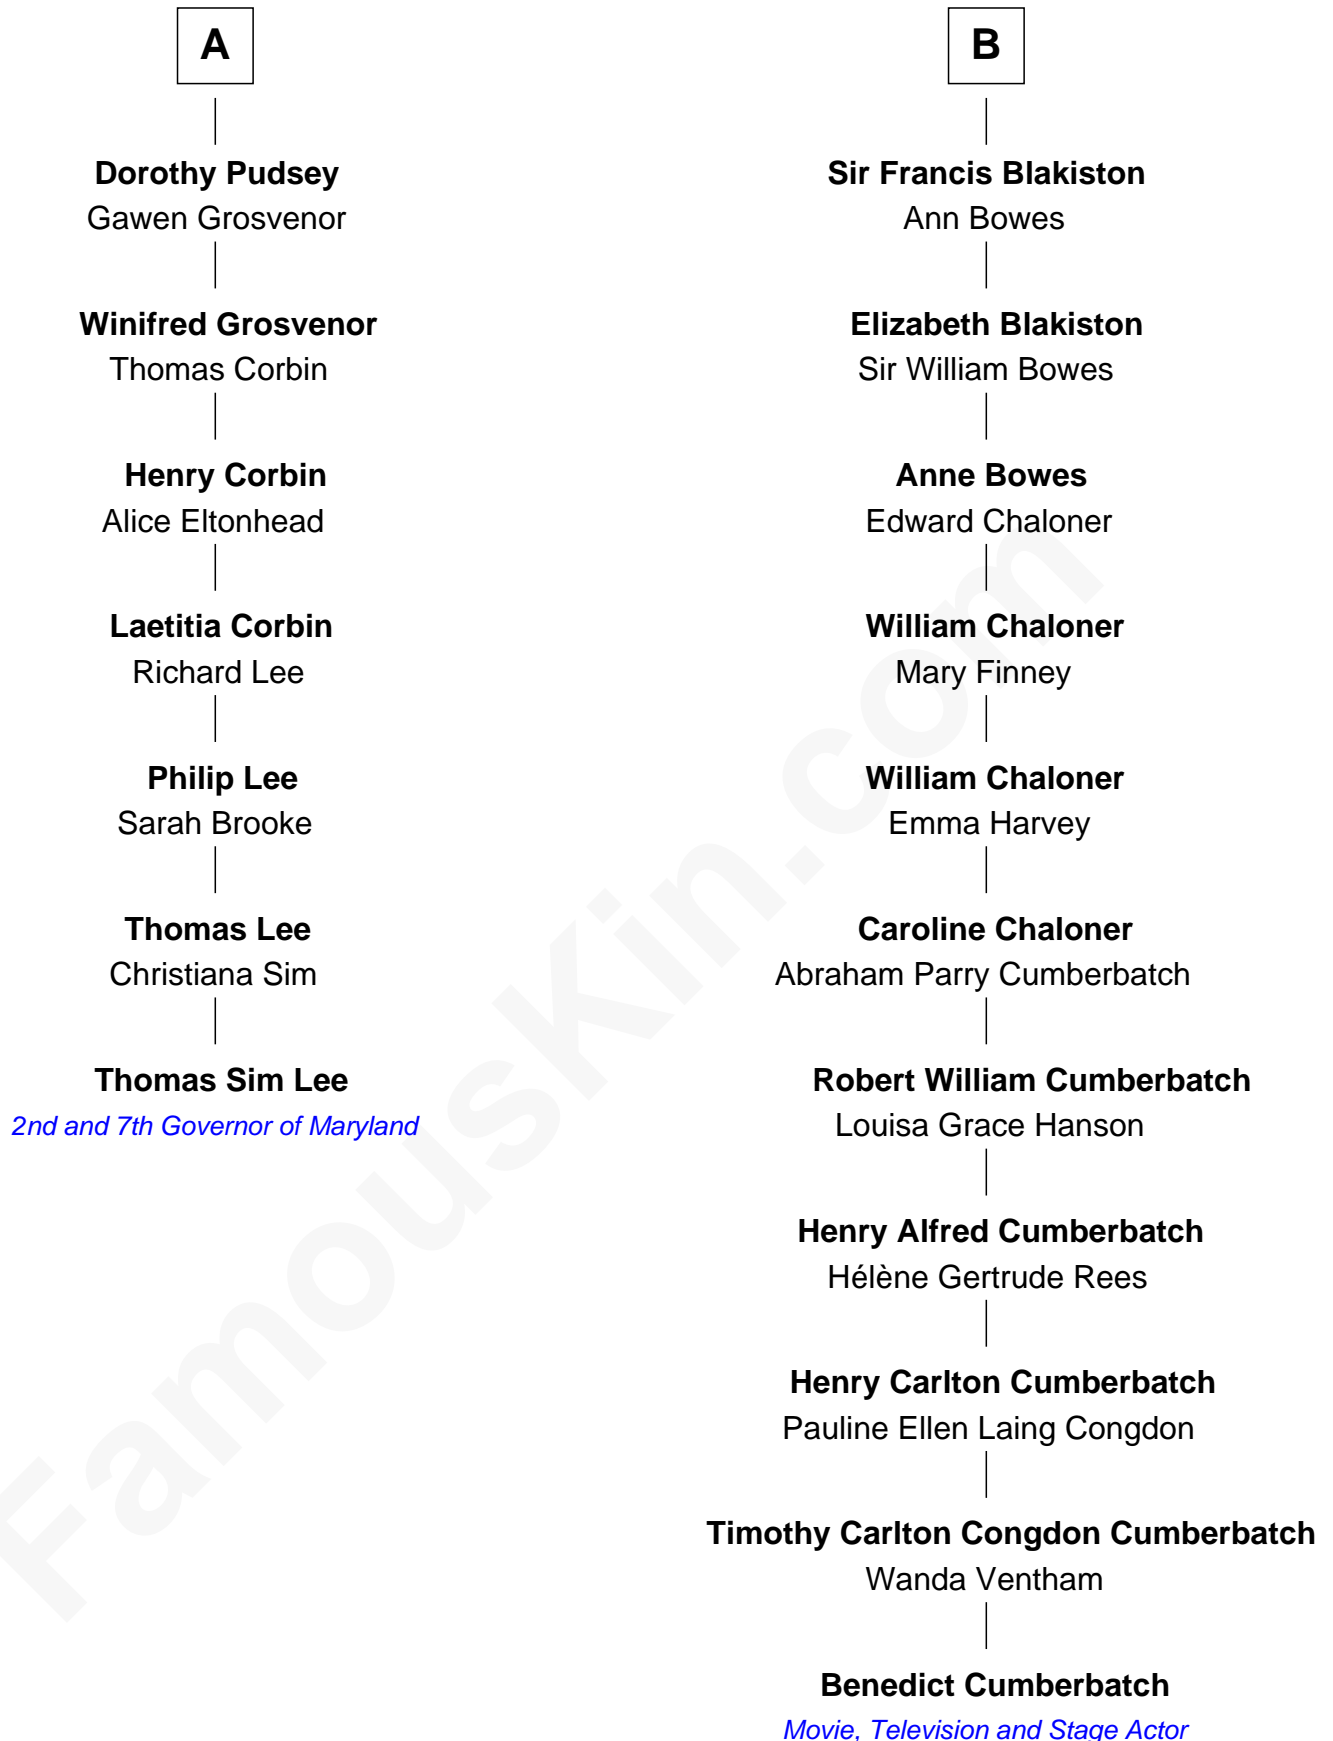 A
Dorothy Pudsey
Gawen Grosvenor
Winifred Grosvenor
Thomas Corbin
Henry Corbin
Alice Eltonhead
Laetitia Corbin
Richard Lee
Philip Lee
Sarah Brooke
Thomas Lee
Christiana Sim
Thomas Sim Lee
2nd and 7th Governor of Maryland
B
Sir Francis Blakiston
Ann Bowes
Elizabeth Blakiston
Sir William Bowes
Anne Bowes
Edward Chaloner
William Chaloner
Mary Finney
William Chaloner
Emma Harvey
Caroline Chaloner
Abraham Parry Cumberbatch
Robert William Cumberbatch
Louisa Grace Hanson
Henry Alfred Cumberbatch
Hélène Gertrude Rees
Henry Carlton Cumberbatch
Pauline Ellen Laing Congdon
Timothy Carlton Congdon Cumberbatch
Wanda Ventham
Benedict Cumberbatch
Movie, Television and Stage Actor
FamousKin.com